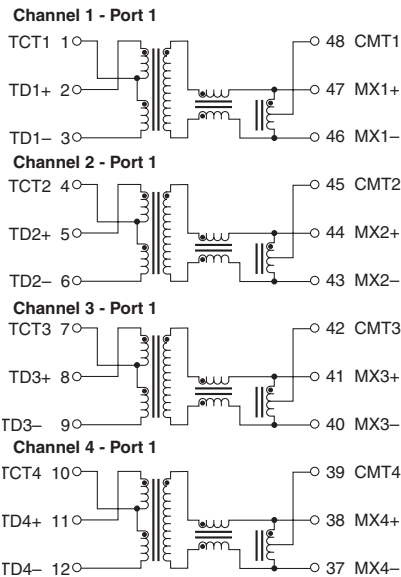 Channel 1 - Port 1
TCT1 1 48 CMT1
TD1+ 2 47 MX1+
TD1– 3 46 MX1–
Channel 2 - Port 1
TCT2 4 45 CMT2
TD2+ 5 44 MX2+
TD2– 6 43 MX2–
Channel 3 - Port 1
TCT3 7 42 CMT3
TD3+ 8 41 MX3+
TD3– 9 40 MX3–
Channel 4 - Port 1
TCT4 10 39 CMT4
TD4+ 11 38 MX4+
TD4– 12 37 MX4–